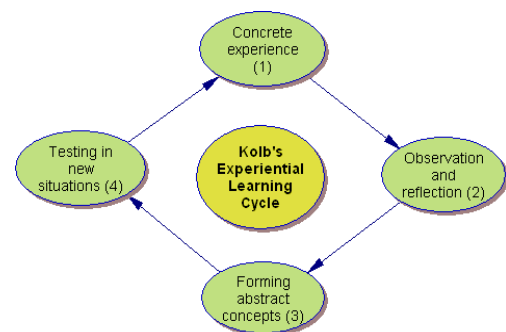 Concrete
experience
(1)
Testing in
new
situations (4)
Kolb's
Experiential
Learning
Cycle
Observation
and
reflection (2)
Forming
abstract
concepts (3)